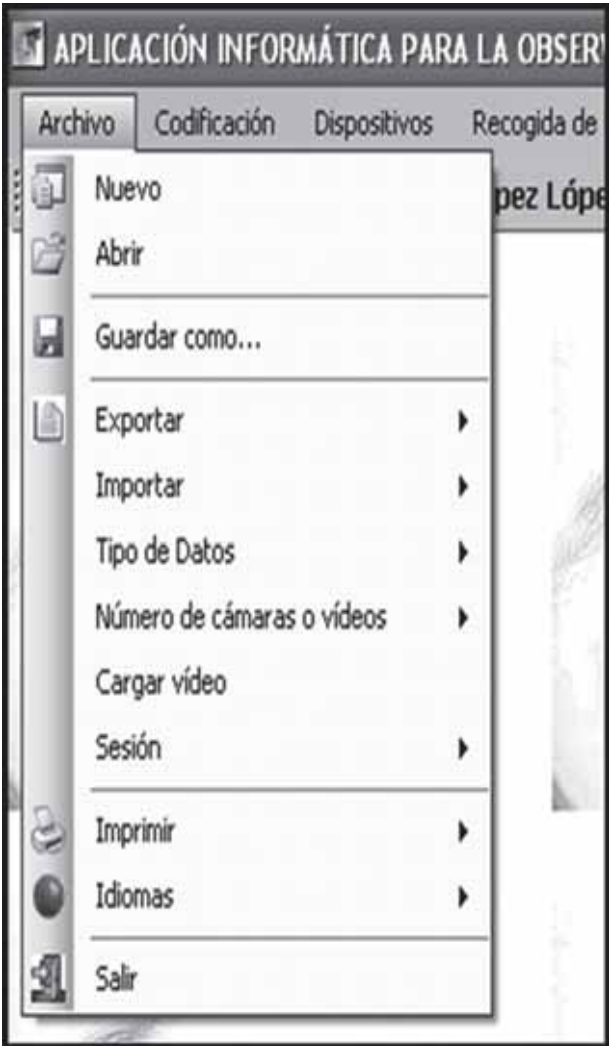 APLICACIÓN INFORMÁTICA PARA LA OBSER
Archivo Codificación Dispositivos Recogida de
pez Lópe
Nuevo
Abrir
Guardar como...
Exportar
Importar
Tipo de Datos
Número de cámaras o vídeos
Cargar vídeo
Sesión
Imprimir
Idiomas
Salir